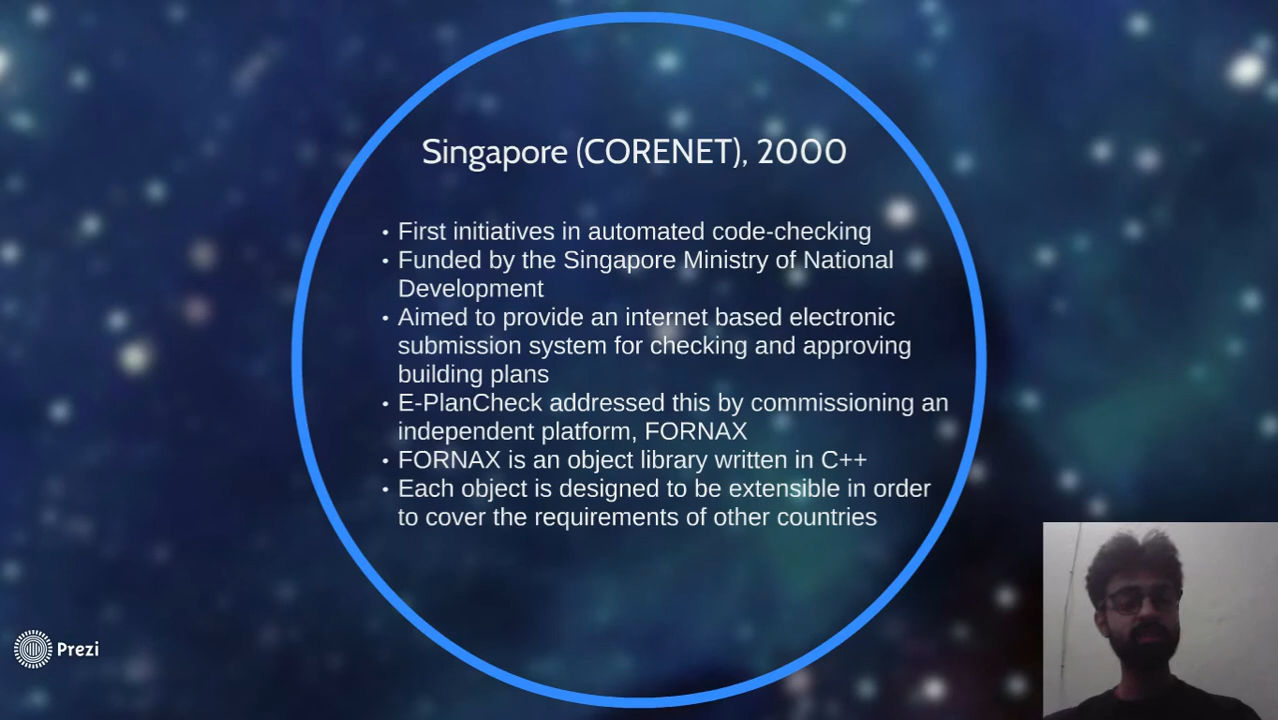 Singapore (CORENET), 2000
• First initiatives in automated code-checking
• Funded by the Singapore Ministry of National
Development
• Aimed to provide an internet based electronic
submission system for checking and approving
building plans
• E-PlanCheck addressed this by commissioning an
independent platform, FORNAX
• FORNAX is an object library written in C++
• Each object is designed to be extensible in order
to cover the requirements of other countries
Prezi